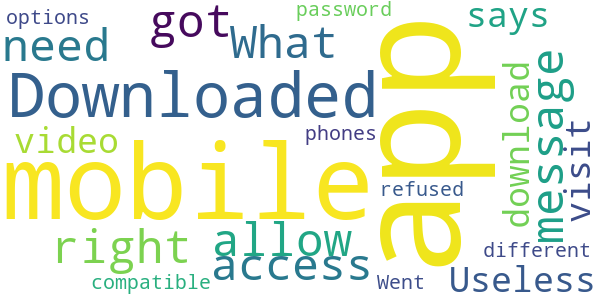 options
password
got
says
need
What
Downloaded
app
download
message
video
phones
visit
mobile
refused
right
allow
access
different
compatible
Went
Useless